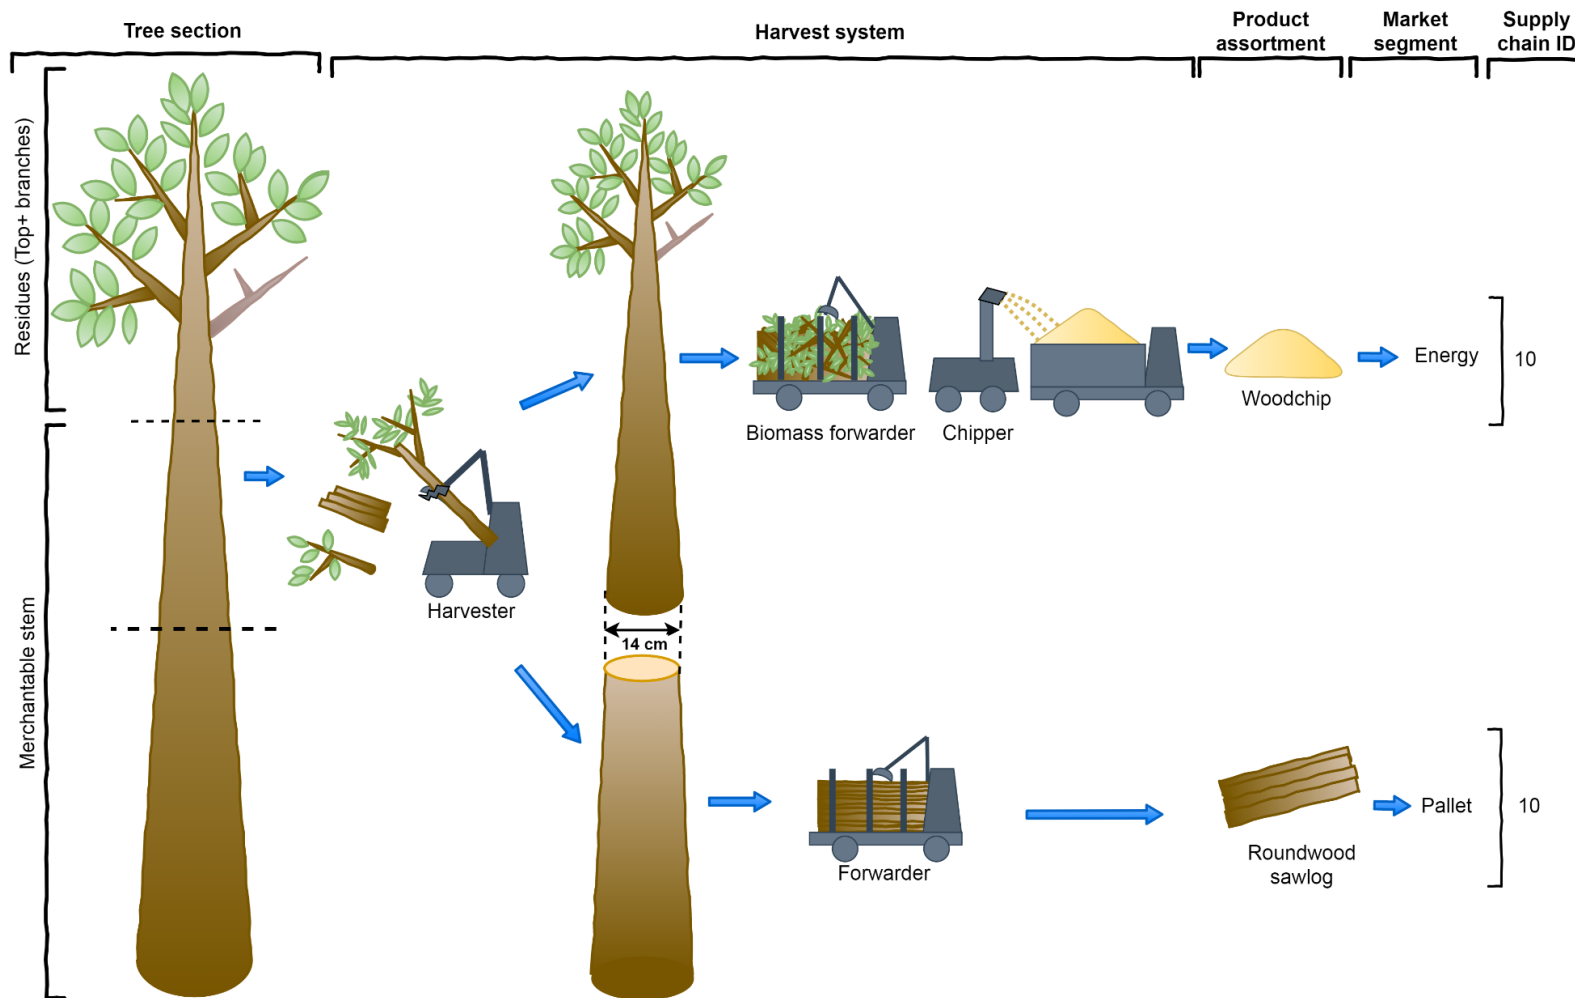 Tree section
Harvest system
Product
assortment
Market
segment
Supply
chain ID
Residues (Top+ branches)
Merchantable stem
Harvester
14 cm
Biomass forwarder
Chipper
Woodchip
Energy
10
Forwarder
Roundwood
sawlog
Pallet
10